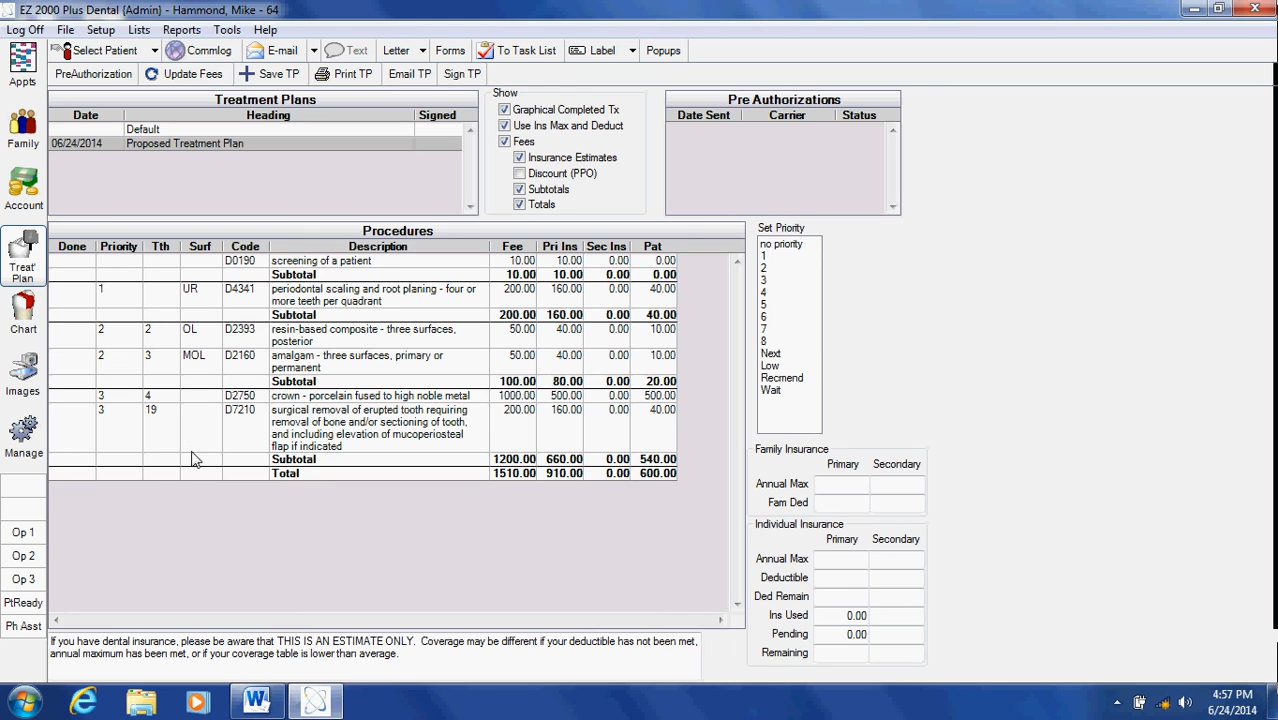 EZ 2000 Plus Dental {Admin} - Hammond, Mike - 64
Log Off File Setup Lists Reports Tools Help
Select Patient Commlog E-mail Text Letter Forms To Task List Label Popups
PreAuthorization Update Fees Save TP Print TP Email TP Sign TP
Appts
Family
Account
Treat' Plan
Chart
Images
Manage
Op 1
Op 2
Op 3
PtReady
Ph Asst
Treatment Plans
Date Heading Signed
Default
06/24/2014 Proposed Treatment Plan
Show
Graphical Completed Tx
Use Ins Max and Deduct
Fees
Insurance Estimates
Discount (PPO)
Subtotals
Totals
Pre Authorizations
Date Sent Carrier Status
Procedures
Done Priority Tth Surf Code Description Fee Pri Ins Sec Ins Pat
D0190 screening of a patient 10.00 10.00 0.00 0.00
Subtotal 10.00 10.00 0.00 0.00
1 UR D4341 periodontal scaling and root planing - four or 200.00 160.00 0.00 40.00
more teeth per quadrant
Subtotal 200.00 160.00 0.00 40.00
2 2 OL D2393 resin-based composite - three surfaces, 50.00 40.00 0.00 10.00
posterior
2 3 MOL D2160 amalgam - three surfaces, primary or 50.00 40.00 0.00 10.00
permanent
Subtotal 100.00 80.00 0.00 20.00
3 4 D2750 crown - porcelain fused to high noble metal 1000.00 500.00 0.00 500.00
3 19 D7210 surgical removal of erupted tooth requiring 200.00 160.00 0.00 40.00
removal of bone and/or sectioning of tooth,
and including elevation of mucoperiosteal
flap if indicated
Subtotal 1200.00 660.00 0.00 540.00
Total 1510.00 910.00 0.00 600.00
Set Priority
no priority
1
2
3
4
5
6
7
8
Next
Low
Recmend
Wait
Family Insurance
Primary Secondary
Annual Max
Fam Ded
Individual Insurance
Primary Secondary
Annual Max
Deductible
Ded Remain
Ins Used 0.00
Pending 0.00
Remaining
If you have dental insurance, please be aware that THIS IS AN ESTIMATE ONLY. Coverage may be different if your deductible has not been met,
annual maximum has been met, or if your coverage table is lower than average.
4:57 PM
6/24/2014